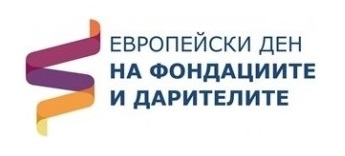 ЕВРОПЕЙСКИ ДЕН
НА ФОНДАЦИИТЕ
И ДАРИТЕЛИТЕ